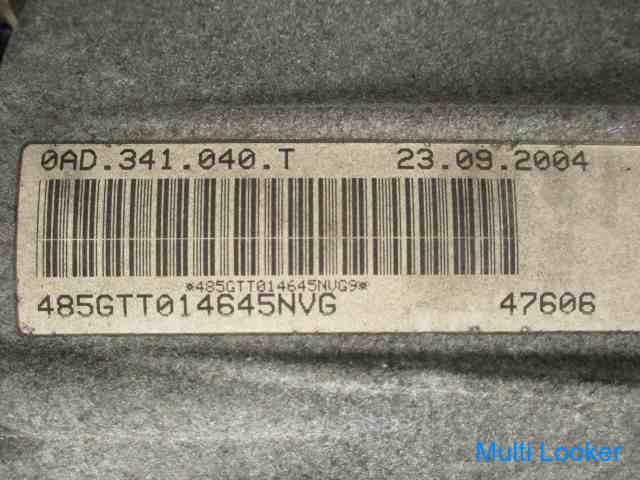 0AD.341.040.T 23.09.2004
*485GTT014645NVG9*
485GTT014645NVG 47606
Multi Looker